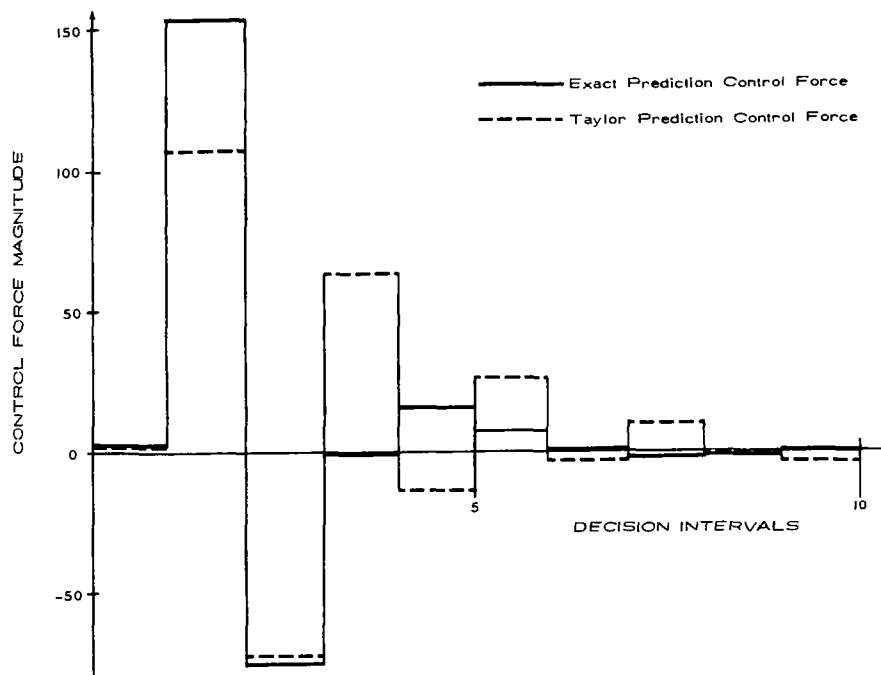 150
100
50
0
-50
CONTROL FORCE MAGNITUDE
Exact Prediction Control Force
Taylor Prediction Control Force
5
10
DECISION INTERVALS